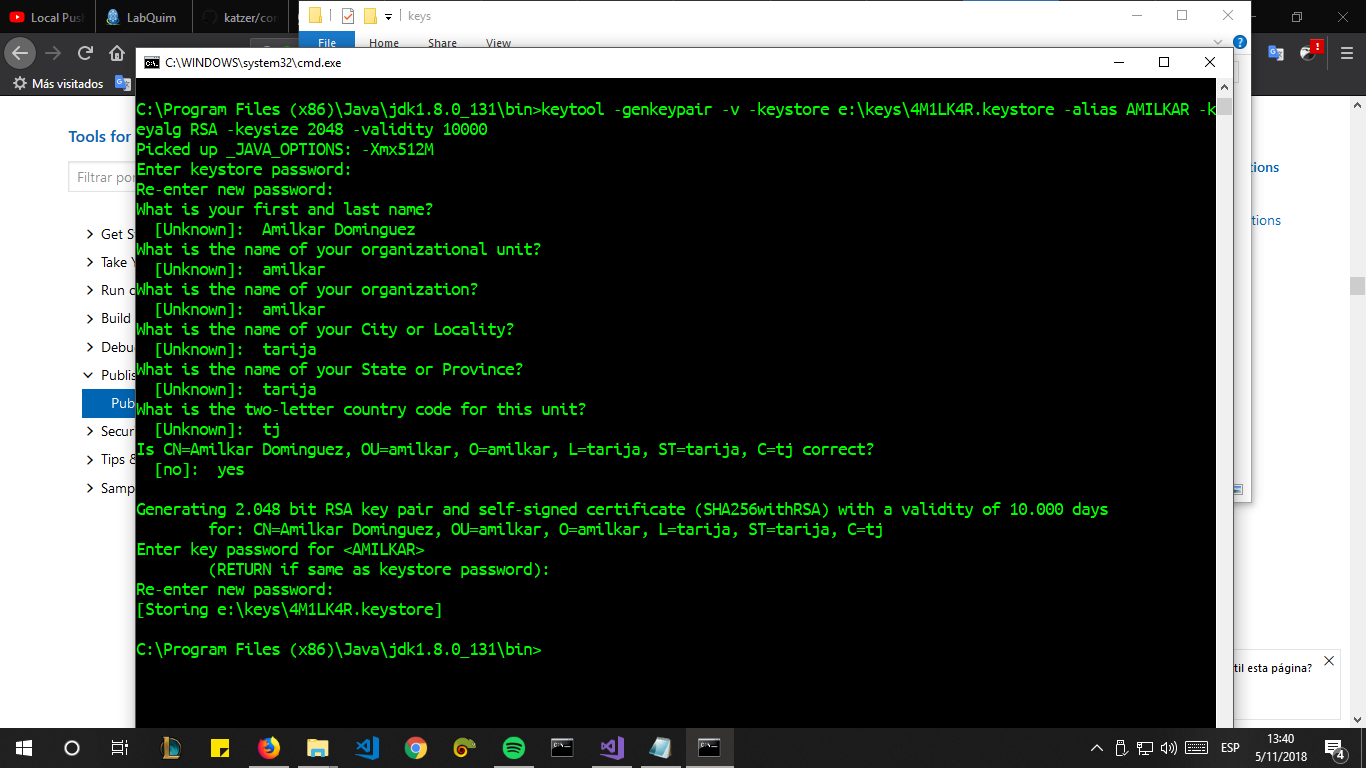 Local Pus
LabQuim
katzer/cor
keys
File
Home
Share
View
Más visitados
C:\WINDOWS\system32\cmd.exe
Tools for
Filtrar por
Get S
Take Y
Run o
Build
Debu
Publis
Pub
Secur
Tips &
Samp
C:\Program Files (x86)\Java\jdk1.8.0_131\bin>keytool -genkeypair -v -keystore e:\keys\4M1LK4R.keystore -alias AMILKAR -k
eyalg RSA -keysize 2048 -validity 10000
Picked up _JAVA_OPTIONS: -Xmx512M
Enter keystore password:
Re-enter new password:
What is your first and last name?
[Unknown]:  Amilkar Dominguez
What is the name of your organizational unit?
[Unknown]:  amilkar
What is the name of your organization?
[Unknown]:  amilkar
What is the name of your City or Locality?
[Unknown]:  tarija
What is the name of your State or Province?
[Unknown]:  tarija
What is the two-letter country code for this unit?
[Unknown]:  tj
Is CN=Amilkar Dominguez, OU=amilkar, O=amilkar, L=tarija, ST=tarija, C=tj correct?
[no]:  yes
Generating 2.048 bit RSA key pair and self-signed certificate (SHA256withRSA) with a validity of 10.000 days
for: CN=Amilkar Dominguez, OU=amilkar, O=amilkar, L=tarija, ST=tarija, C=tj
Enter key password for <AMILKAR>
(RETURN if same as keystore password):
Re-enter new password:
[Storing e:\keys\4M1LK4R.keystore]
C:\Program Files (x86)\Java\jdk1.8.0_131\bin>
tions
tions
til esta página?
ESP
13:40
5/11/2018
4